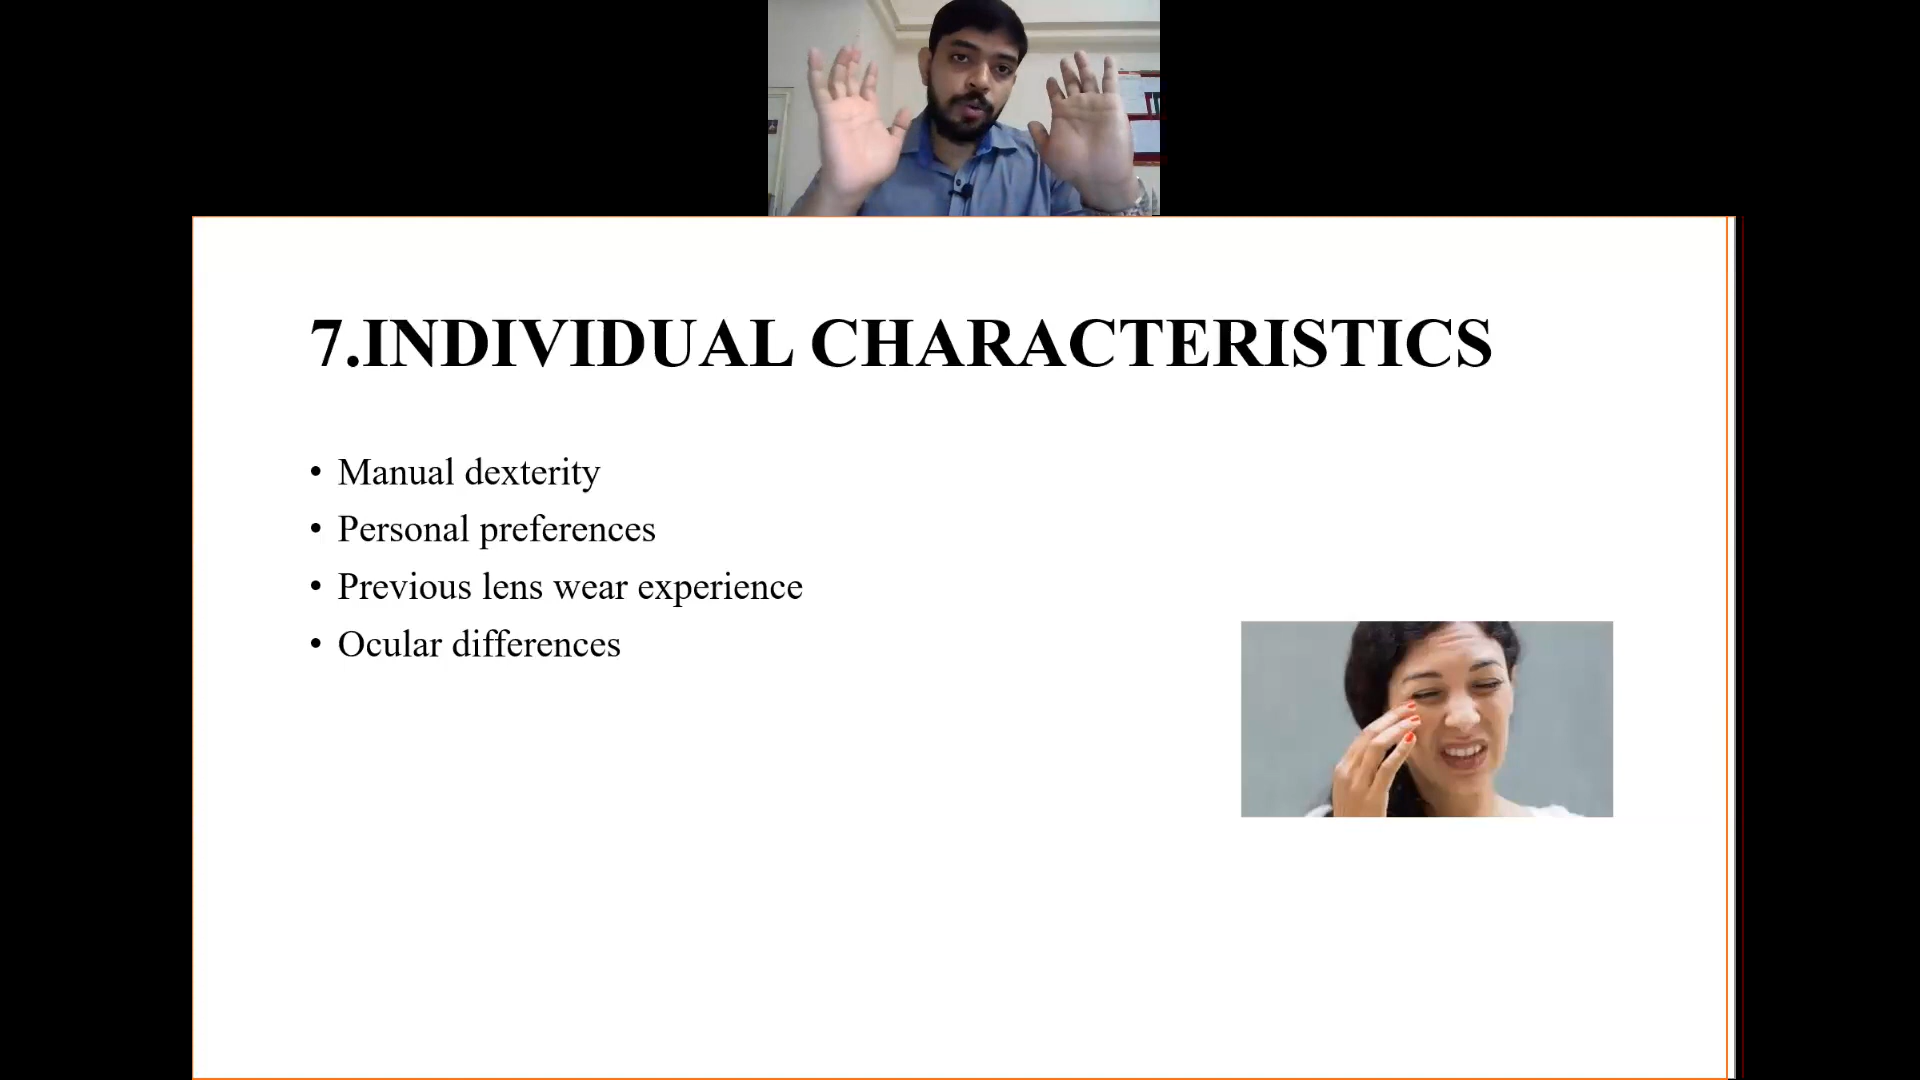 7.INDIVIDUAL CHARACTERISTICS
• Manual dexterity
• Personal preferences
• Previous lens wear experience
• Ocular differences